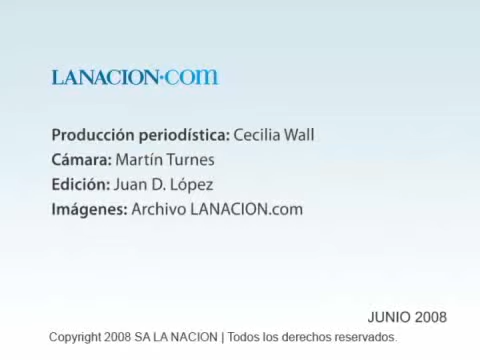 LANACION·COM
Producción periodística: Cecilia Wall
Cámara: Martín Turnes
Edición: Juan D. López
Imágenes: Archivo LANACION.com
JUNIO 2008
Copyright 2008 SA LA NACION | Todos los derechos reservados.